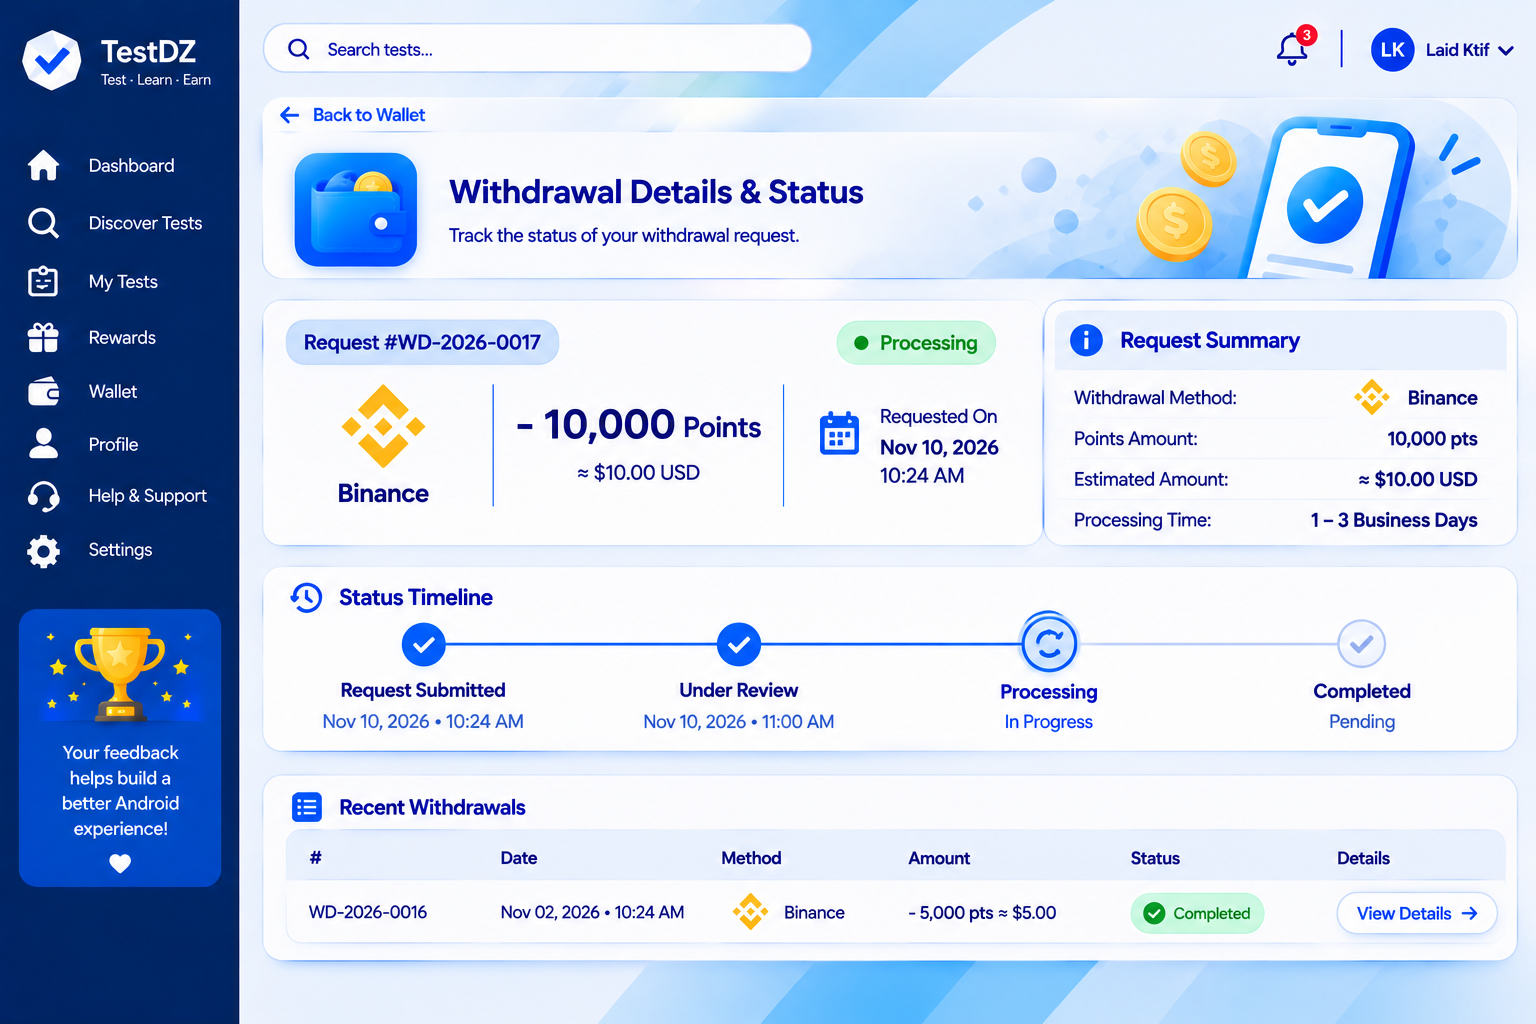 TestDZ
Test · Learn · Earn
Dashboard
Discover Tests
My Tests
Rewards
Wallet
Profile
Help & Support
Settings
Your feedback
helps build a
better Android
experience!
Search tests...
3
LK
Laid Ktif
Back to Wallet
Withdrawal Details & Status
Track the status of your withdrawal request.
Request #WD-2026-0017
Processing
Binance
- 10,000 Points
≈ $10.00 USD
Requested On
Nov 10, 2026
10:24 AM
Request Summary
Withdrawal Method: Binance
Points Amount: 10,000 pts
Estimated Amount: ≈ $10.00 USD
Processing Time: 1 – 3 Business Days
Status Timeline
Request Submitted
Nov 10, 2026 • 10:24 AM
Under Review
Nov 10, 2026 • 11:00 AM
Processing
In Progress
Completed
Pending
Recent Withdrawals
# Date Method Amount Status Details
WD-2026-0016 Nov 02, 2026 • 10:24 AM Binance - 5,000 pts ≈ $5.00 Completed View Details →